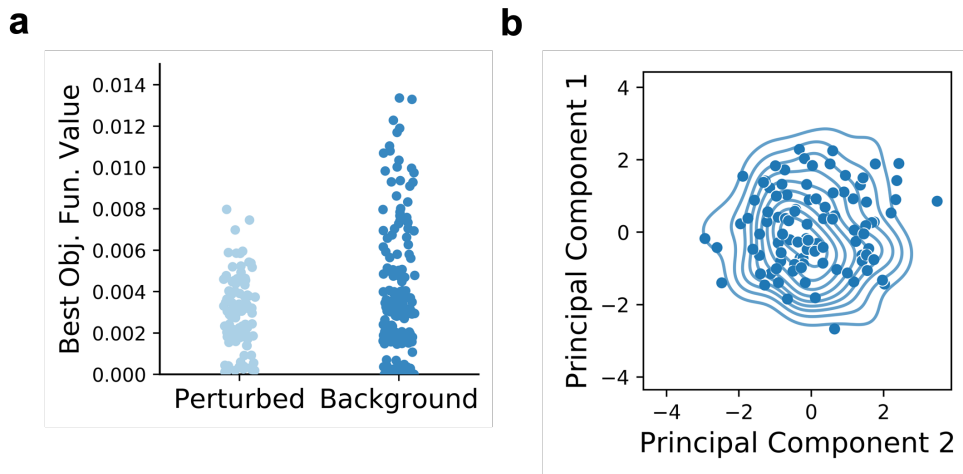 a
b
Best Obj. Fun. Value
0.014
0.012
0.010
0.008
0.006
0.004
0.002
0.000
Perturbed
Background
Principal Component 1
4
2
0
−2
−4
−4
−2
0
2
Principal Component 2